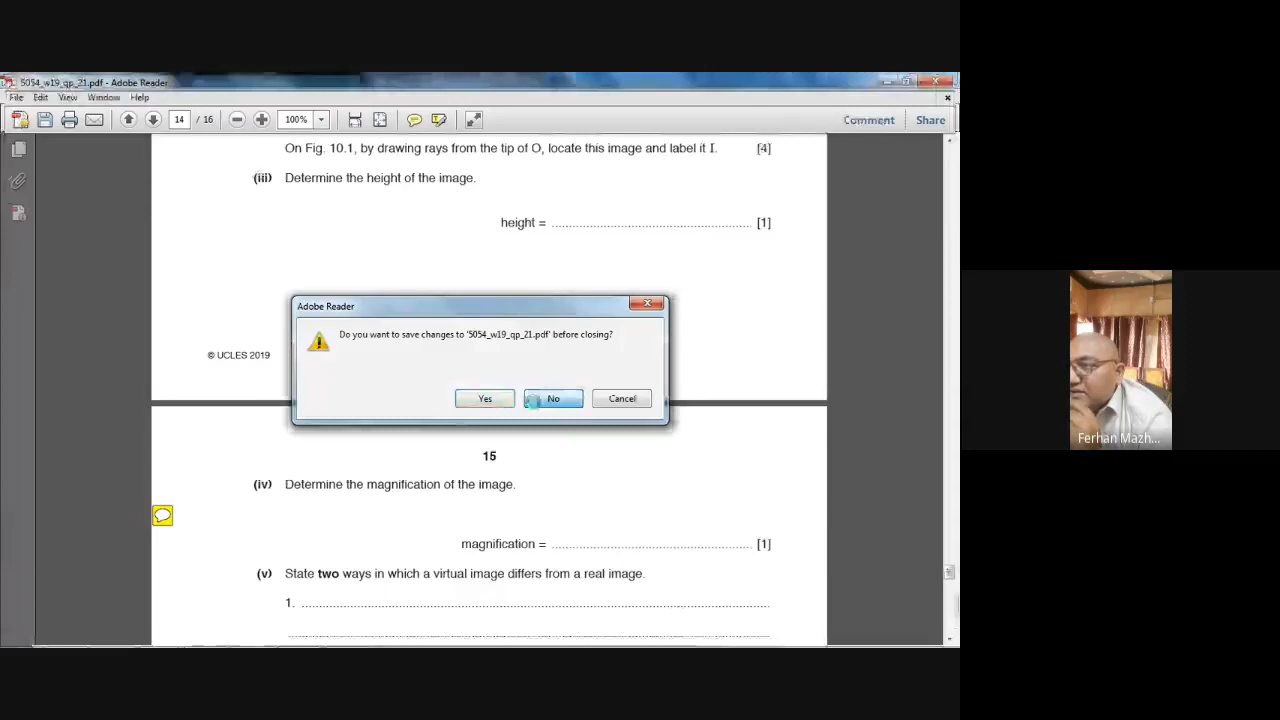 5054_w19_qp_21.pdf - Adobe Reader
File Edit View Window Help
14 / 16 100% Comment Share
On Fig. 10.1, by drawing rays from the tip of O, locate this image and label it I. [4]
(iii) Determine the height of the image.
height = ........................................................ [1]
Adobe Reader
Do you want to save changes to '5054_w19_qp_21.pdf' before closing?
Yes No Cancel
© UCLES 2019
15
(iv) Determine the magnification of the image.
magnification = ........................................................ [1]
(v) State two ways in which a virtual image differs from a real image.
1. ........................................................
Ferhan Mazh...